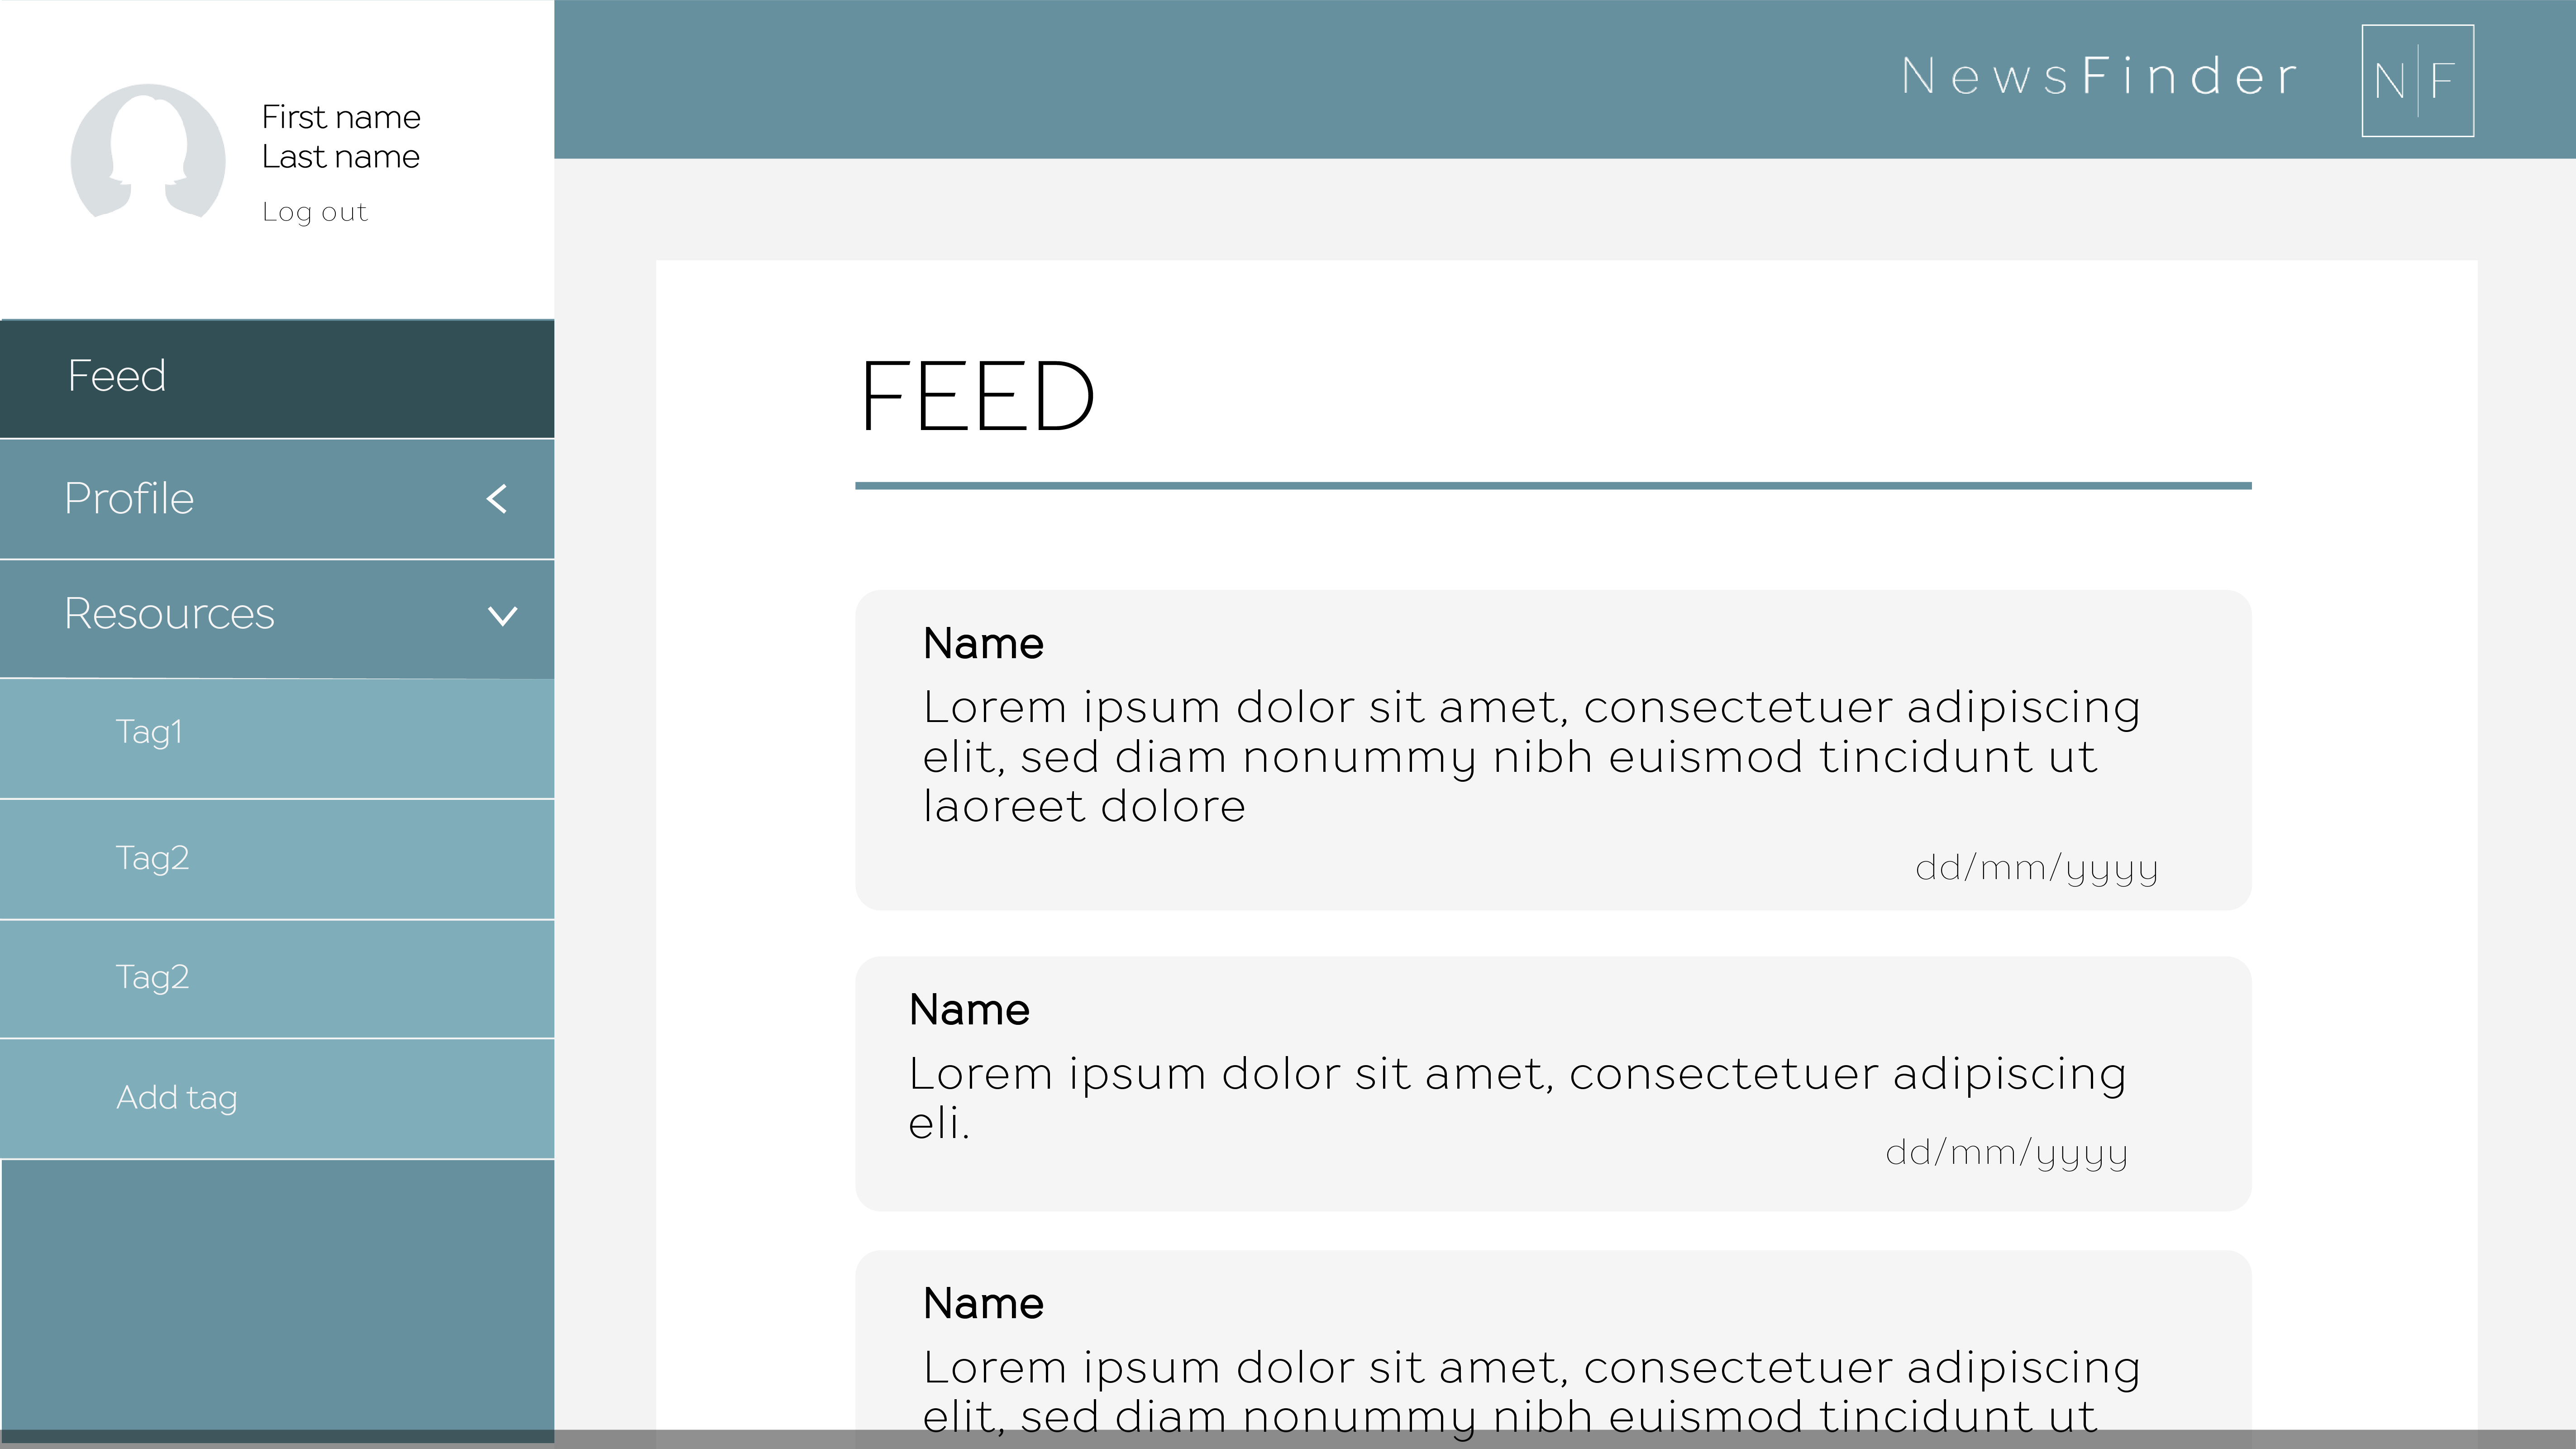 First name
Last name
Log out
NewsFinder
N|F
Feed
Profile
Resources
Tag1
Tag2
Tag2
Add tag
FEED
Name
Lorem ipsum dolor sit amet, consectetuer adipiscing
elit, sed diam nonummy nibh euismod tincidunt ut
laoreet dolore
dd/mm/yyyy
Name
Lorem ipsum dolor sit amet, consectetuer adipiscing
eli.
dd/mm/yyyy
Name
Lorem ipsum dolor sit amet, consectetuer adipiscing
elit, sed diam nonummy nibh euismod tincidunt ut